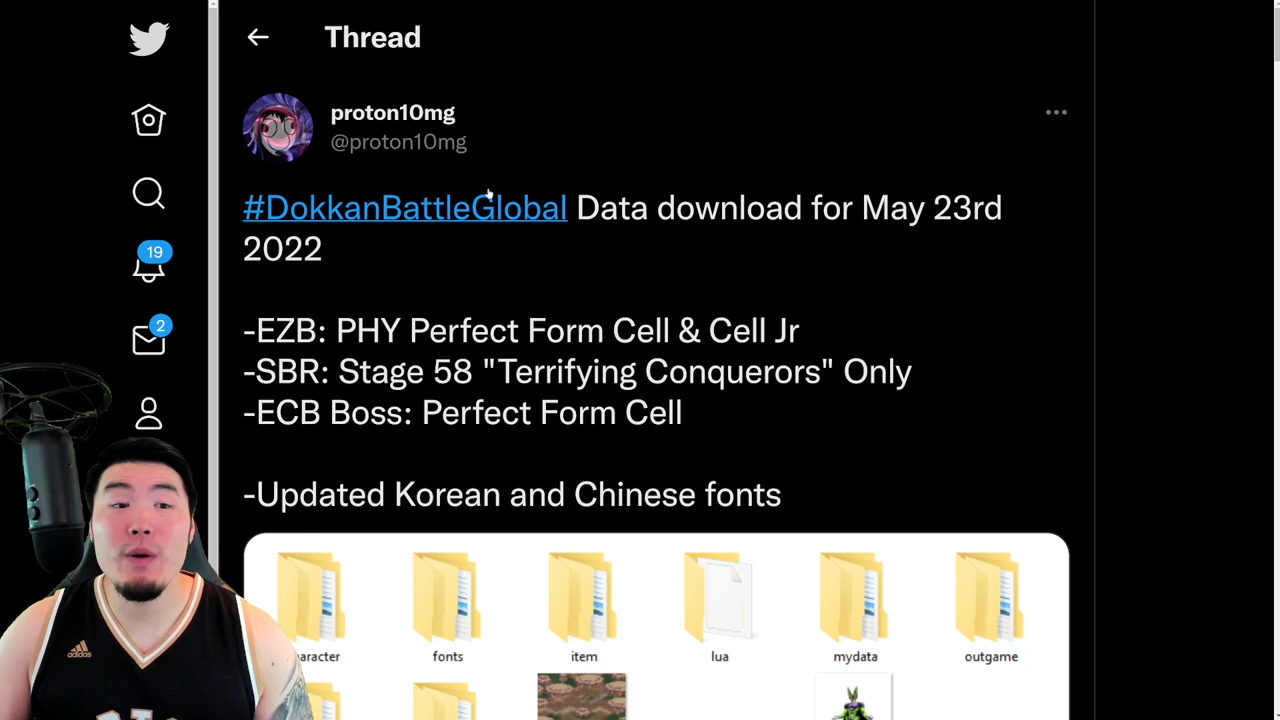 Thread
proton10mg
@proton10mg
#DokkanBattleGlobal Data download for May 23rd
2022
19
-EZB: PHY Perfect Form Cell & Cell Jr
2
-SBR: Stage 58 "Terrifying Conquerors" Only
-ECB Boss: Perfect Form Cell
-Updated Korean and Chinese fonts
aracter
fonts
item
lua
mydata
outgame
adidas